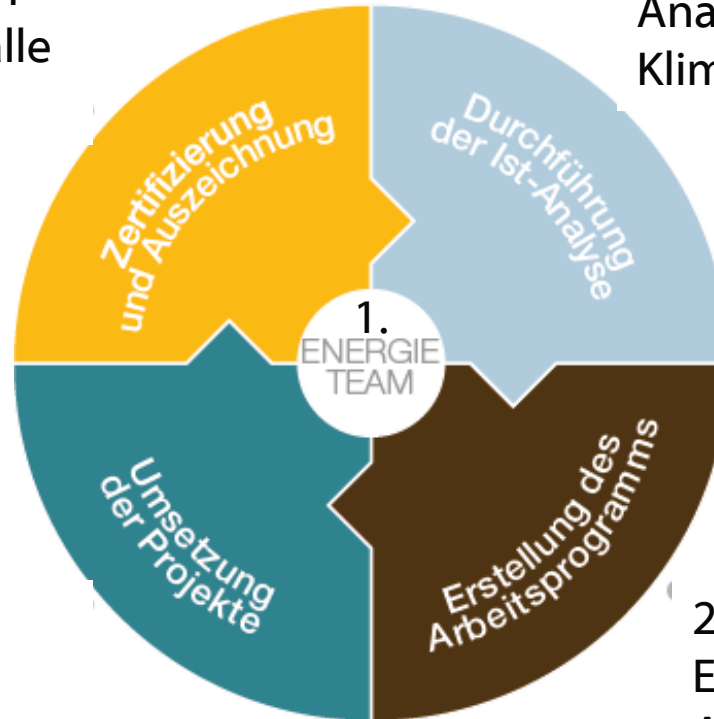 alle
Zertifizierung
und Auszeichnung
Durchführung
der Ist-Analyse
1.
ENERGIE
TEAM
Umsetzung
der Projekte
Erstellung des
Arbeitsprogramms
2